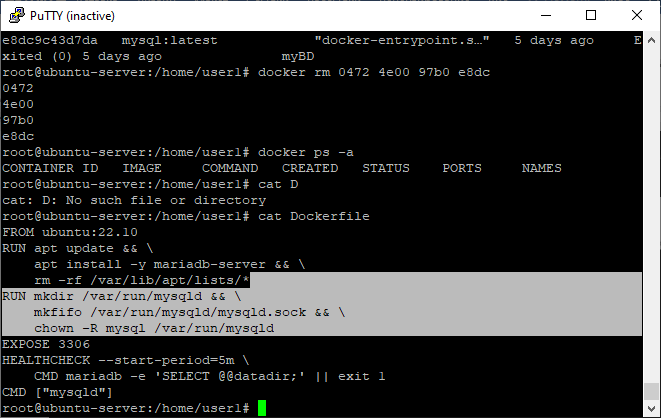 PuTTY (inactive)
e8dc9c43d7da   mysql:latest             "docker-entrypoint.s…"   5 days ago    E
xited (0) 5 days ago                myBD
root@ubuntu-server:/home/user1# docker rm 0472 4e00 97b0 e8dc
0472
4e00
97b0
e8dc
root@ubuntu-server:/home/user1# docker ps -a
CONTAINER ID   IMAGE     COMMAND   CREATED   STATUS    PORTS     NAMES
root@ubuntu-server:/home/user1# cat D
cat: D: No such file or directory
root@ubuntu-server:/home/user1# cat Dockerfile
FROM ubuntu:22.10
RUN apt update && \
    apt install -y mariadb-server && \
    rm -rf /var/lib/apt/lists/*
RUN mkdir /var/run/mysqld && \
    mkfifo /var/run/mysqld/mysqld.sock && \
    chown -R mysql /var/run/mysqld
EXPOSE 3306
HEALTHCHECK --start-period=5m \
    CMD mariadb -e 'SELECT @@datadir;' || exit 1
CMD ["mysqld"]
root@ubuntu-server:/home/user1#